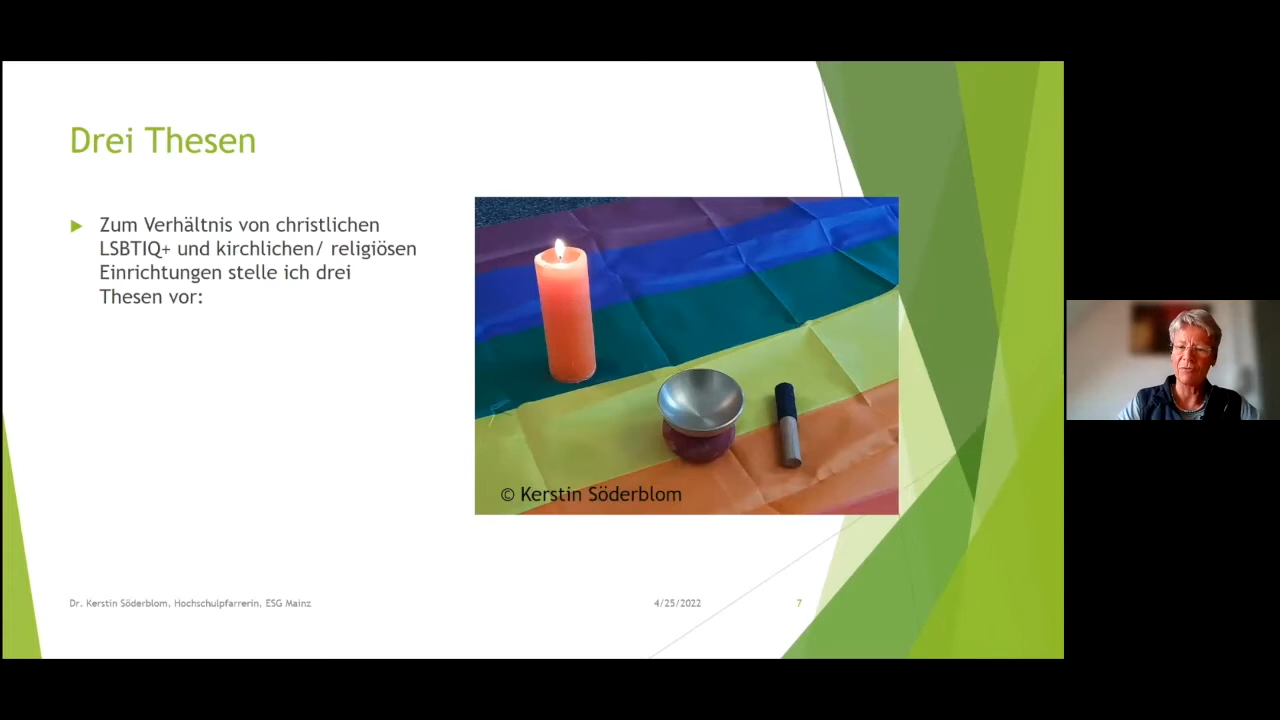 Drei Thesen
Zum Verhältnis von christlichen
LSBTIQ+ und kirchlichen/ religiösen
Einrichtungen stelle ich drei
Thesen vor:
© Kerstin Söderblom
Dr. Kerstin Söderblom, Hochschulpfarrerin, ESG Mainz
4/25/2022
7